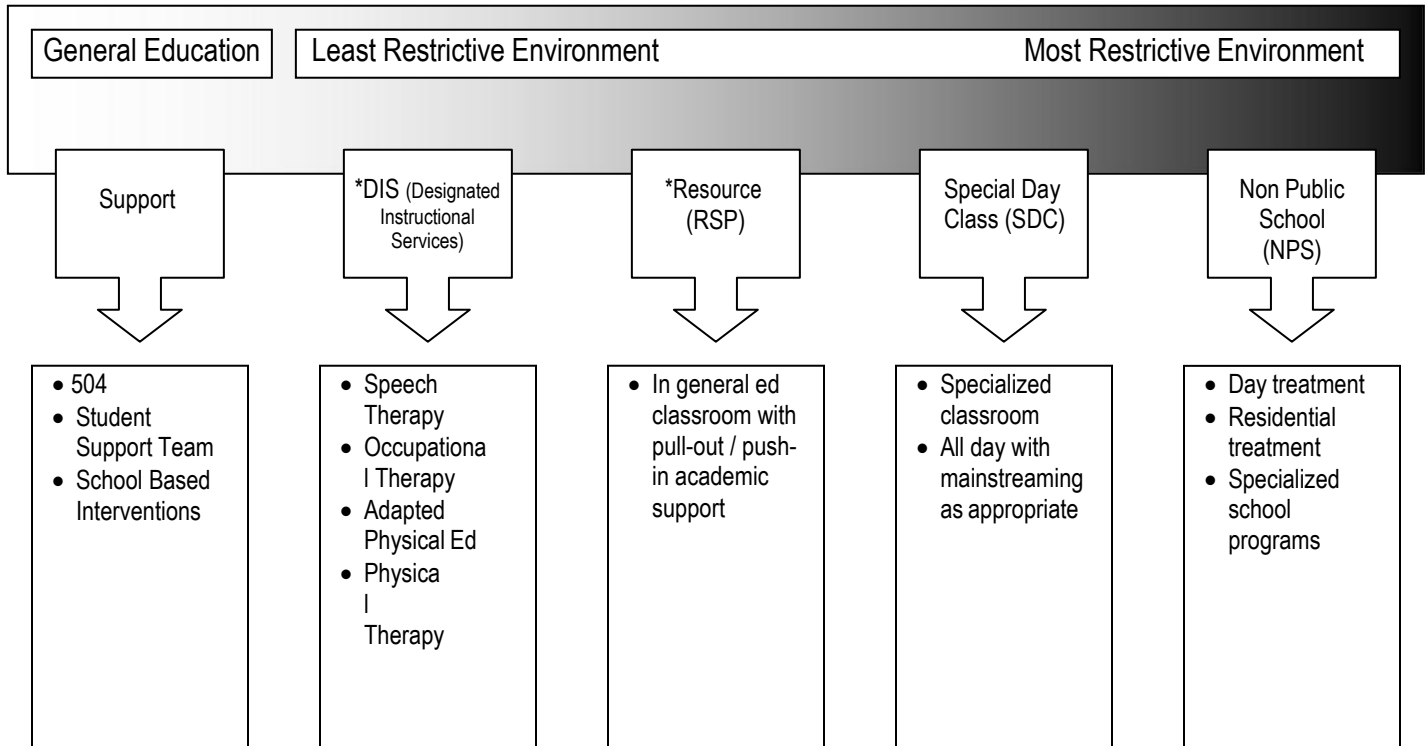 General Education
Least Restrictive Environment Most Restrictive Environment
Support
*DIS (Designated
Instructional
Services)
*Resource
(RSP)
Special Day
Class (SDC)
Non Public
School
(NPS)
• 504
• Student
Support Team
• School Based
Interventions
• Speech
Therapy
• Occupationa
l Therapy
• Adapted
Physical Ed
• Physica
l
Therapy
• In general ed
classroom with
pull-out / push-
in academic
support
• Specialized
classroom
• All day with
mainstreaming
as appropriate
• Day treatment
• Residential
treatment
• Specialized
school
programs